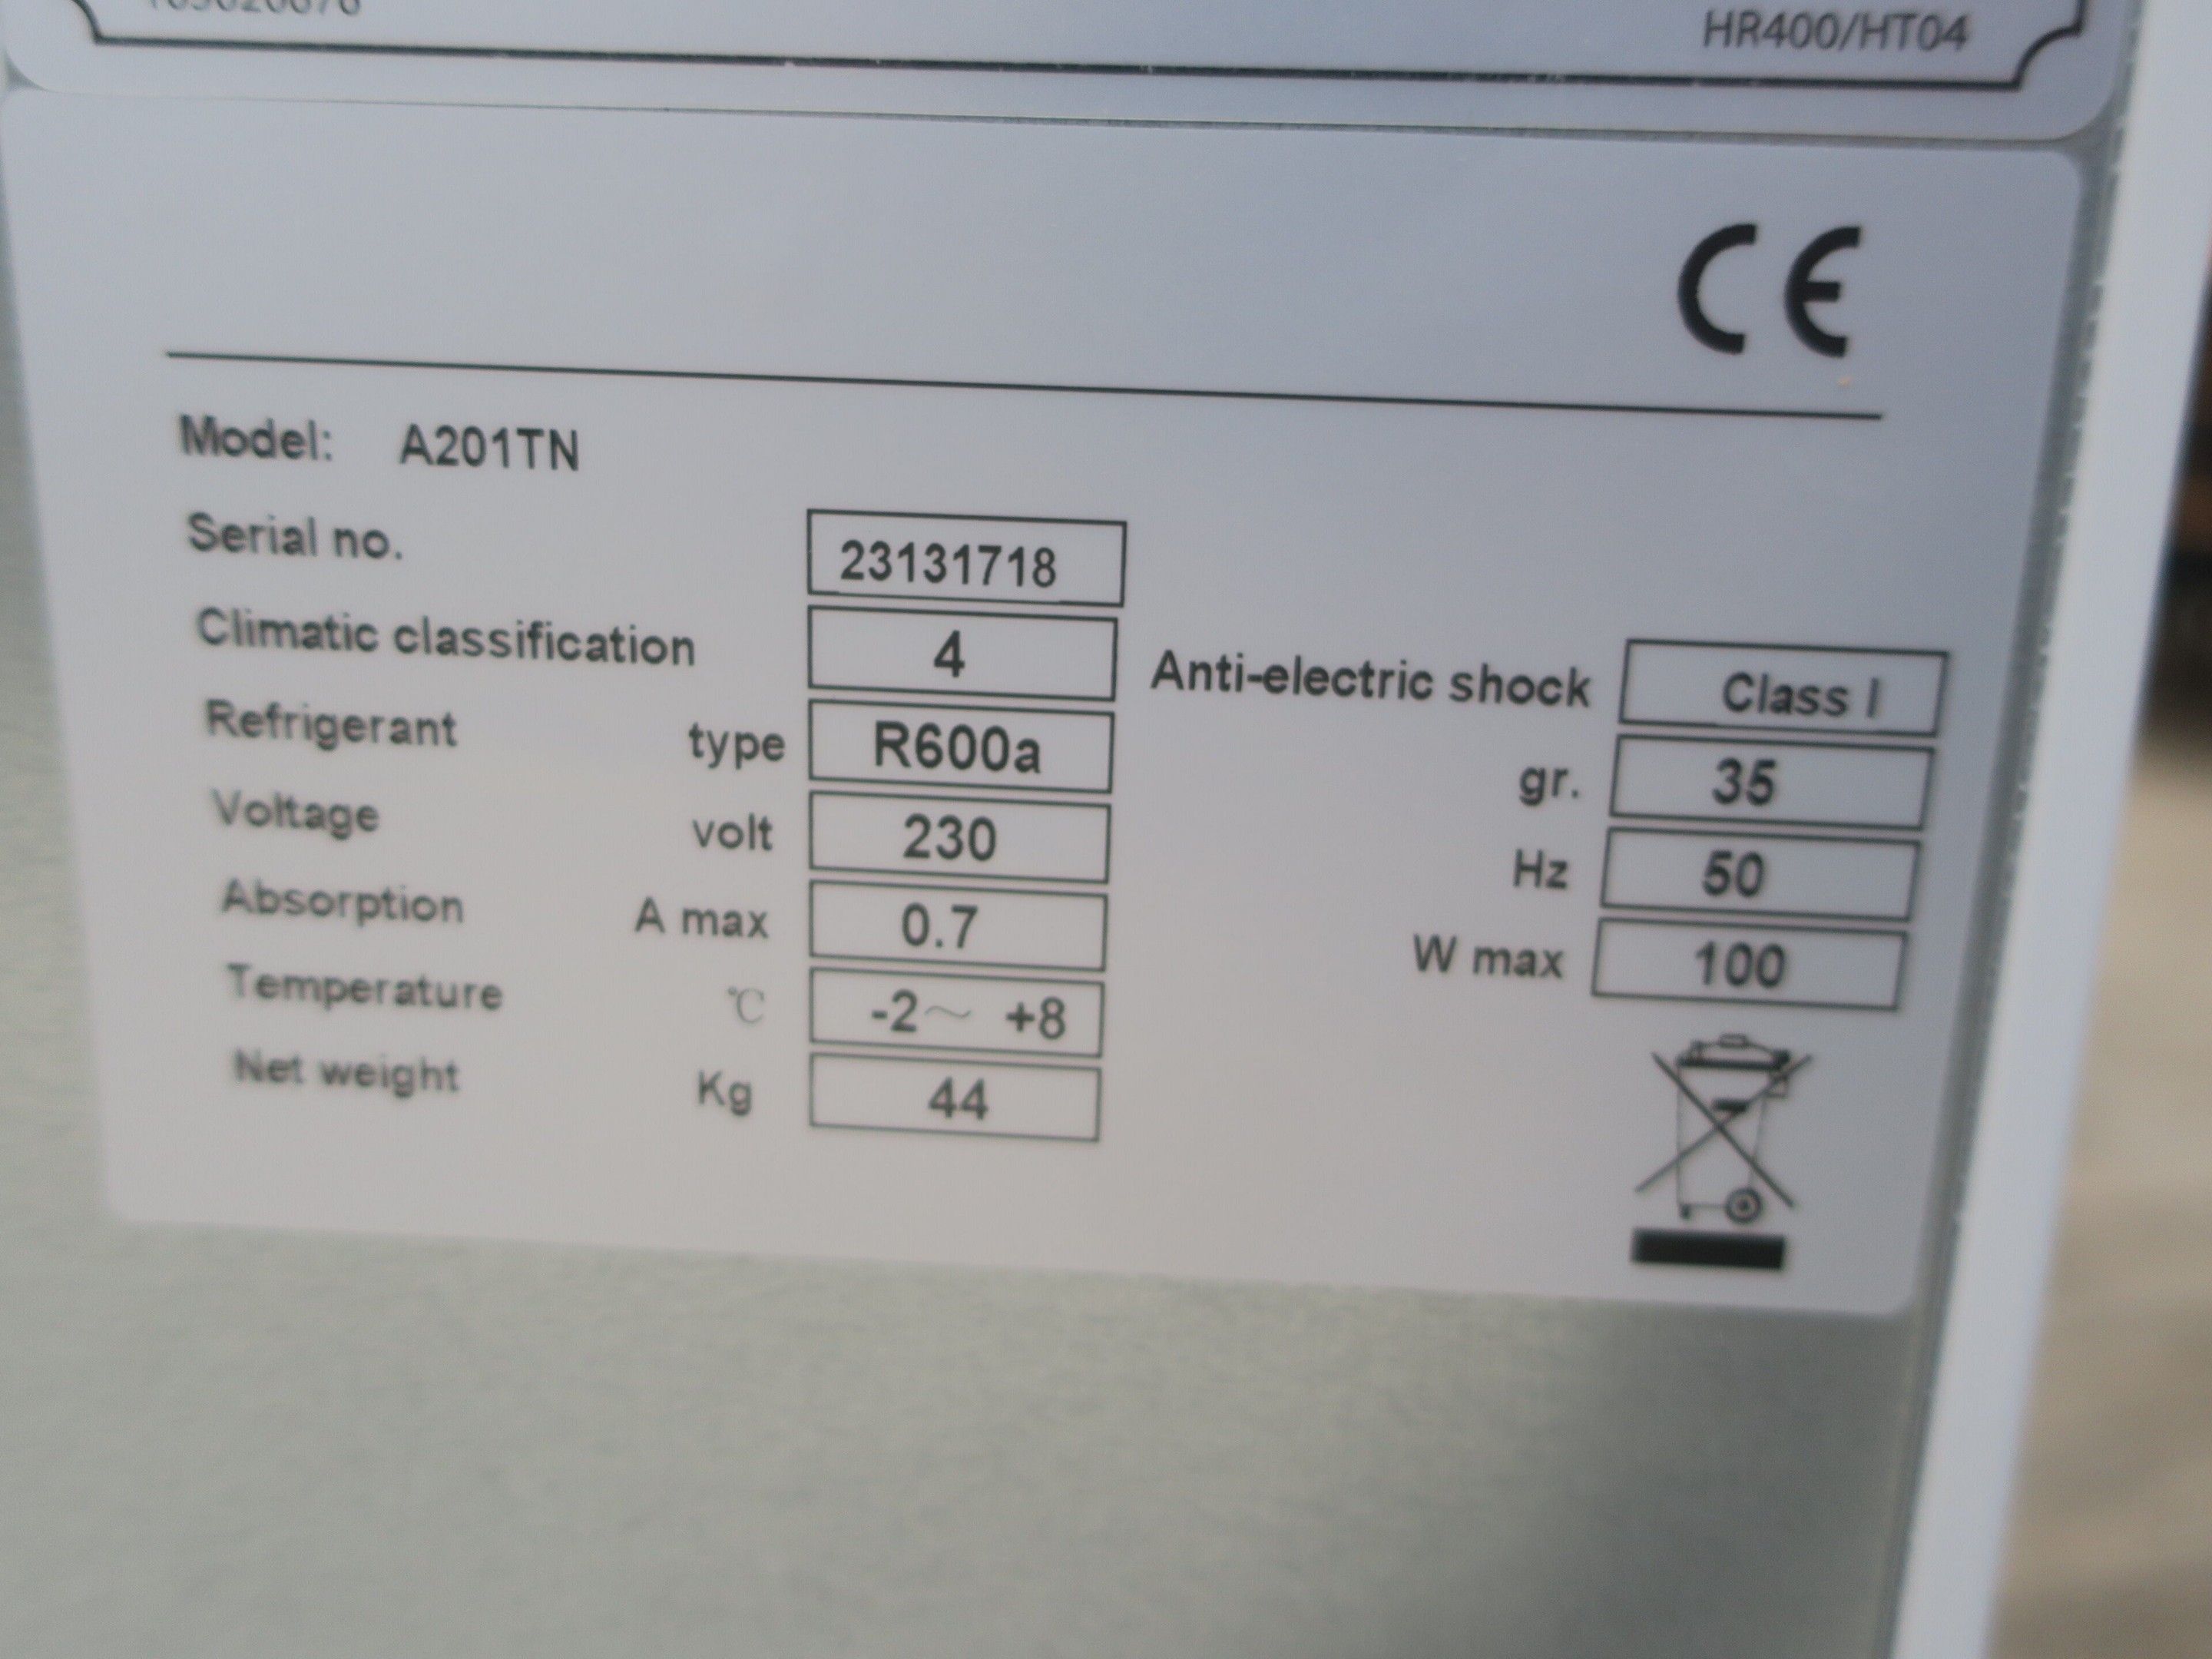 HR400/HT04
CE
Model: A201TN
Serial no. 23131718
Climatic classification 4 Anti-electric shock Class I
Refrigerant type R600a gr. 35
Voltage volt 230 Hz 50
Absorption A max 0.7 W max 100
Temperature ℃ -2～ +8
Net weight Kg 44